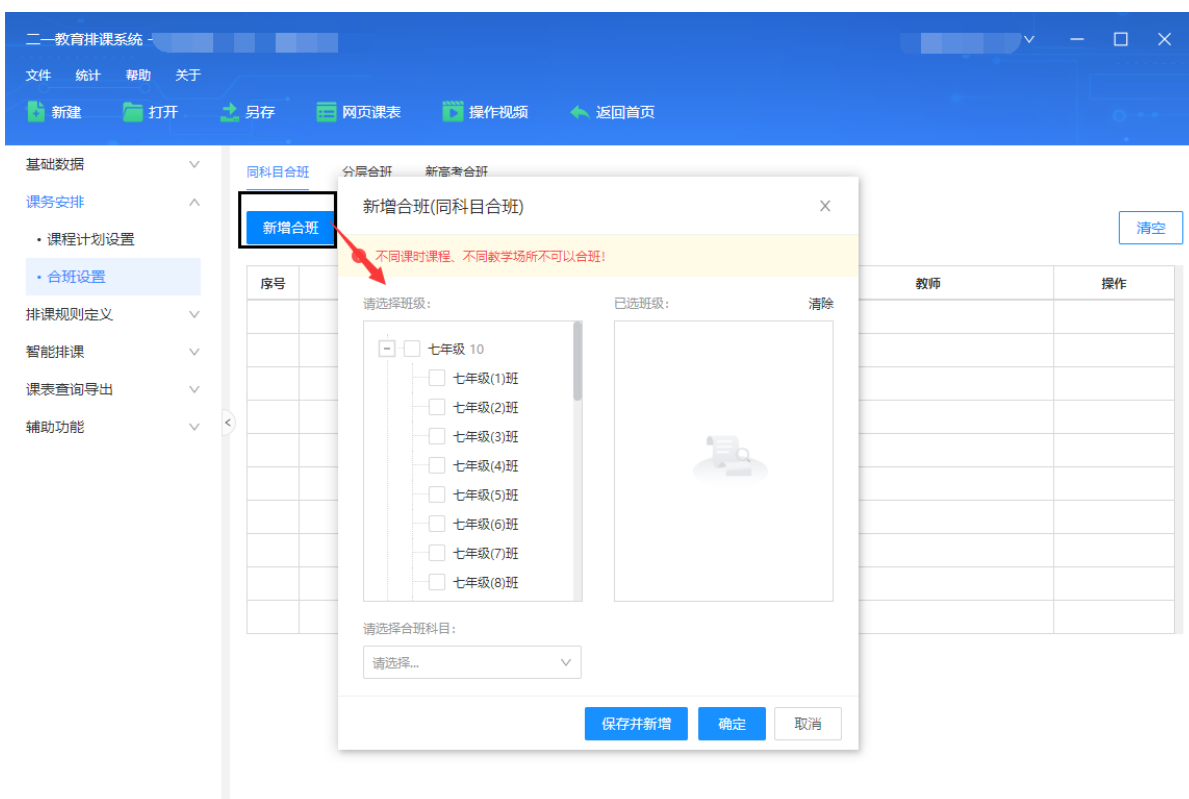 二一教育排课系统 -
文件 统计 帮助 关于
新建 打开 另存 网页课表 操作视频 返回首页
基础数据
课务安排
• 课程计划设置
• 合班设置
排课规则定义
智能排课
课表查询导出
辅助功能
同科目合班 分层合班 新高考合班
新增合班
清空
序号 教师 操作
新增合班(同科目合班)
不同课时课程、不同教学场所不可以合班!
请选择班级:
已选班级:
清除
七年级 10
七年级(1)班
七年级(2)班
七年级(3)班
七年级(4)班
七年级(5)班
七年级(6)班
七年级(7)班
七年级(8)班
请选择合班科目:
请选择...
保存并新增 确定 取消